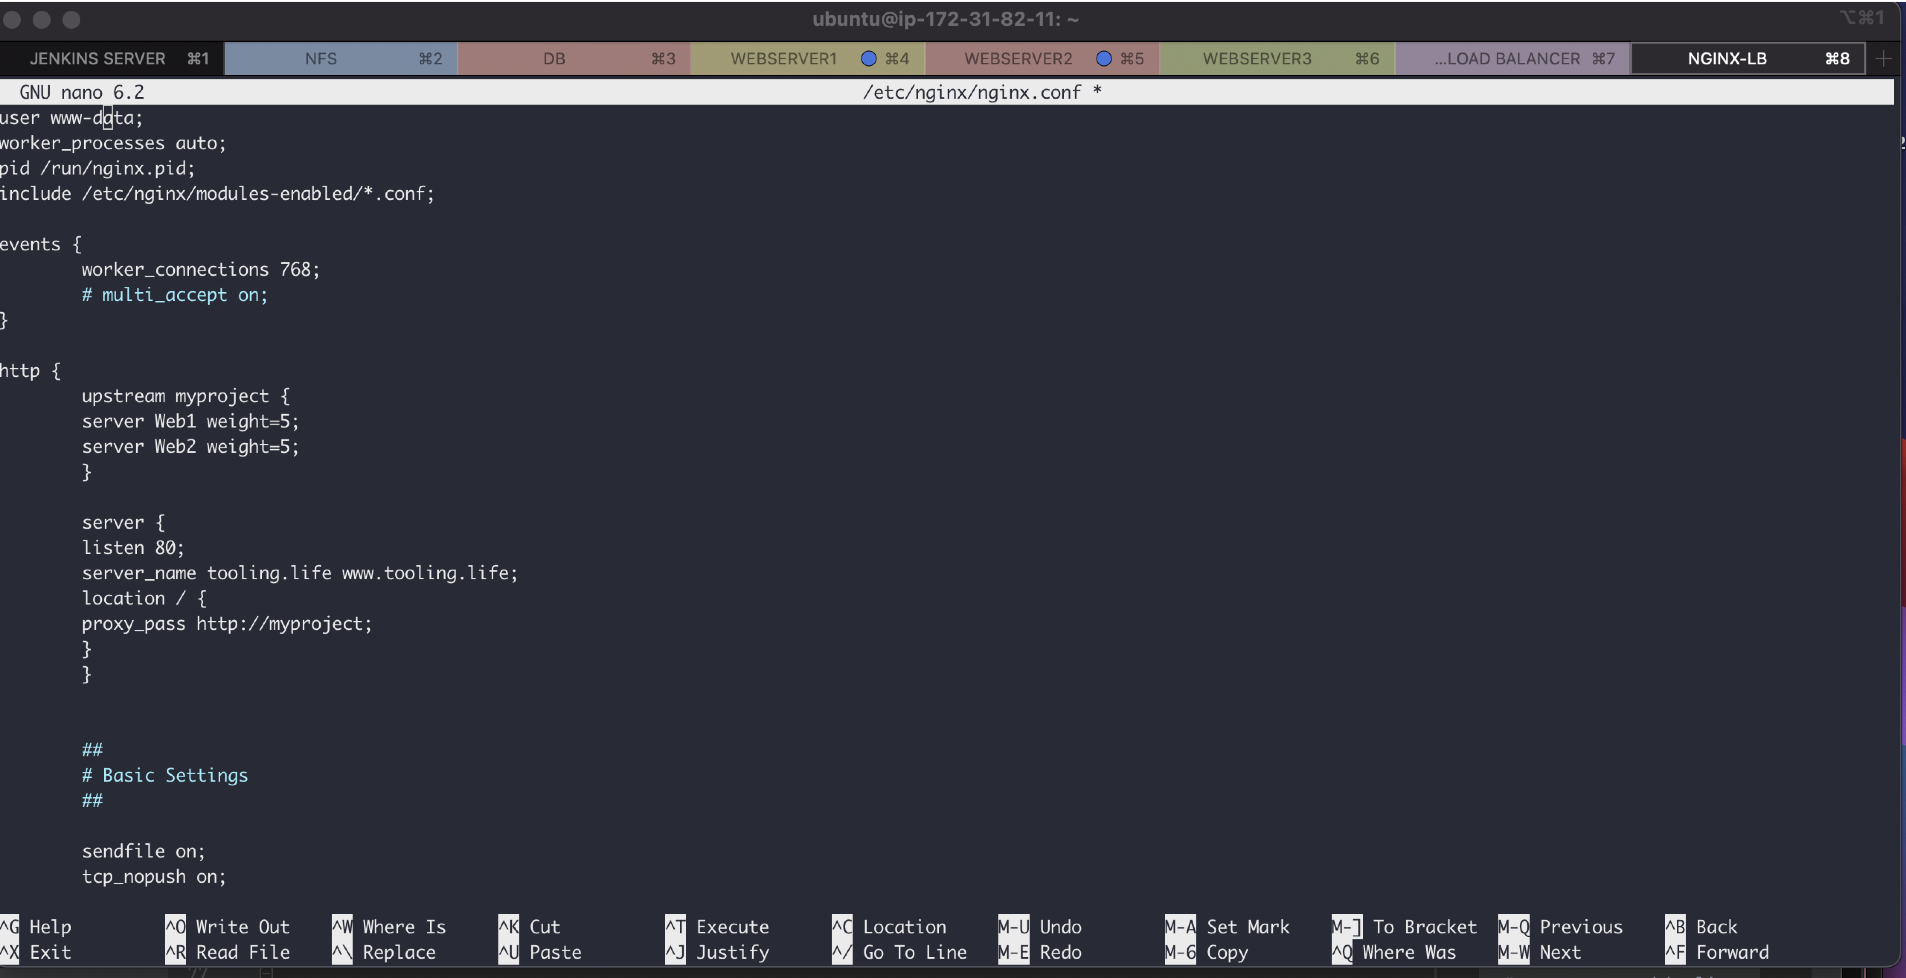 ubuntu@ip-172-31-82-11: ~ ⌥⌘1
JENKINS SERVER ⌘1 NFS ⌘2 DB ⌘3 WEBSERVER1 ⌘4 WEBSERVER2 ⌘5 WEBSERVER3 ⌘6 ...LOAD BALANCER ⌘7 NGINX-LB ⌘8 +
GNU nano 6.2 /etc/nginx/nginx.conf *
user www-data;
worker_processes auto;
pid /run/nginx.pid;
include /etc/nginx/modules-enabled/*.conf;
events {
worker_connections 768;
# multi_accept on;
}
http {
upstream myproject {
server Web1 weight=5;
server Web2 weight=5;
}
server {
listen 80;
server_name tooling.life www.tooling.life;
location / {
proxy_pass http://myproject;
}
}
##
# Basic Settings
##
sendfile on;
tcp_nopush on;
^G Help ^O Write Out ^W Where Is ^K Cut ^T Execute ^C Location M-U Undo M-A Set Mark M-] To Bracket M-Q Previous ^B Back
^X Exit ^R Read File ^\ Replace ^U Paste ^J Justify ^/ Go To Line M-E Redo M-6 Copy ^Q Where Was M-W Next ^F Forward